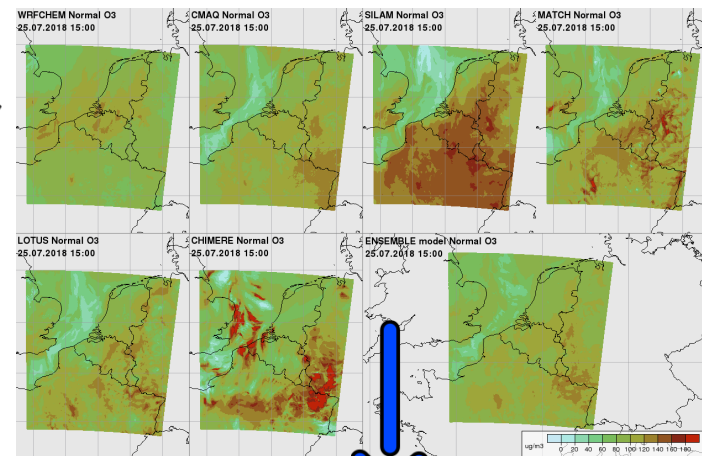 WRFCHEM Normal O3
25.07.2018 15:00
CMAQ Normal O3
25.07.2018 15:00
SILAM Normal O3
25.07.2018 15:00
MATCH Normal O3
25.07.2018 15:00
LOTUS Normal O3
25.07.2018 15:00
CHIMERE Normal O3
25.07.2018 15:00
ENSEMBLE model Normal O3
25.07.2018 15:00
ug/m3
0 20 40 60 80 100 120 140 160 180